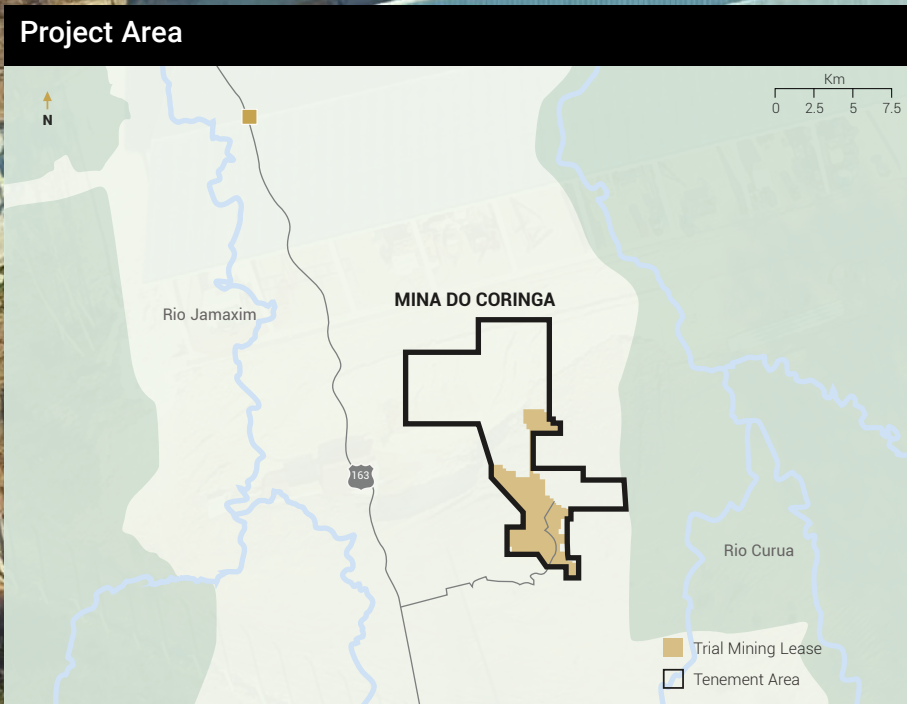 Project Area
N
Km
0 2.5 5 7.5
MINA DO CORINGA
Rio Jamaxim
163
Rio Curua
Trial Mining Lease
Tenement Area